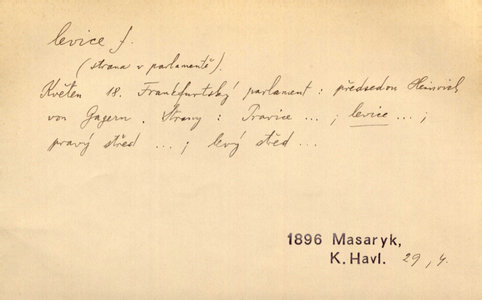 levice f.
(strana v parlamentě).
Květen 18. Frankfurtský parlament : předsedou Heinrich
von Gagern. Strany : Pravice ... ; levice ... ;
pravý střed ... ; levý střed ...
1896 Masaryk,
K. Havl. 29, 4.